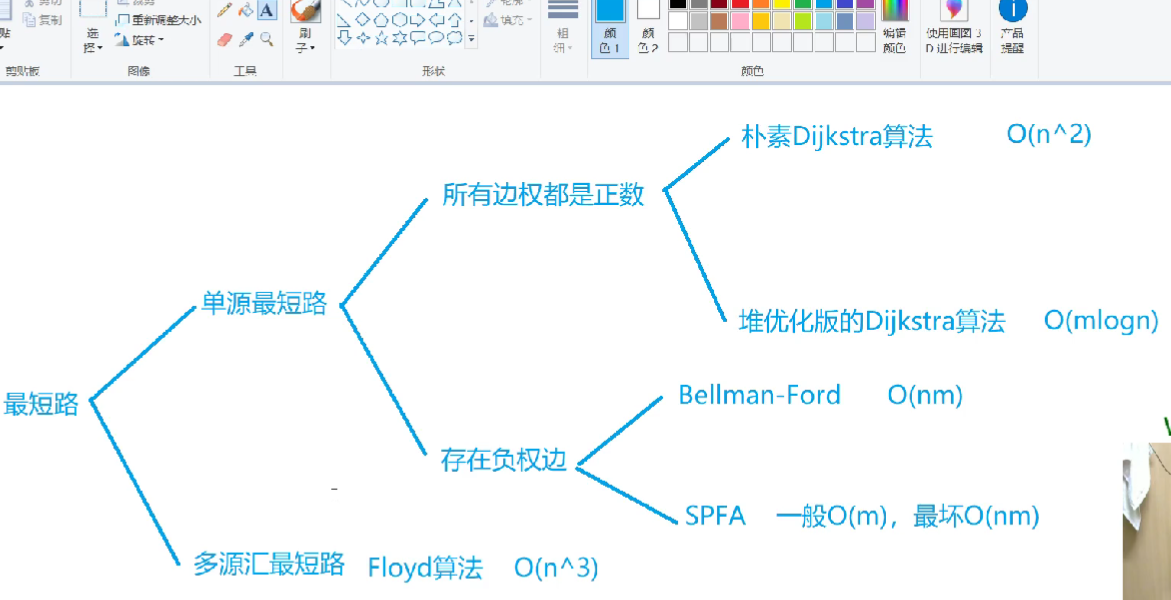 复制
重新调整大小
旋转
A
选择
刷子
填充
粗细
颜色 1
颜色 2
编辑颜色
使用画图 3D 进行编辑
产品提醒
剪贴板
图像
工具
形状
颜色
朴素Dijkstra算法 O(n^2)
所有边权都是正数
单源最短路
堆优化版的Dijkstra算法 O(mlogn)
最短路
Bellman-Ford O(nm)
存在负权边
SPFA 一般O(m)，最坏O(nm)
多源汇最短路 Floyd算法 O(n^3)